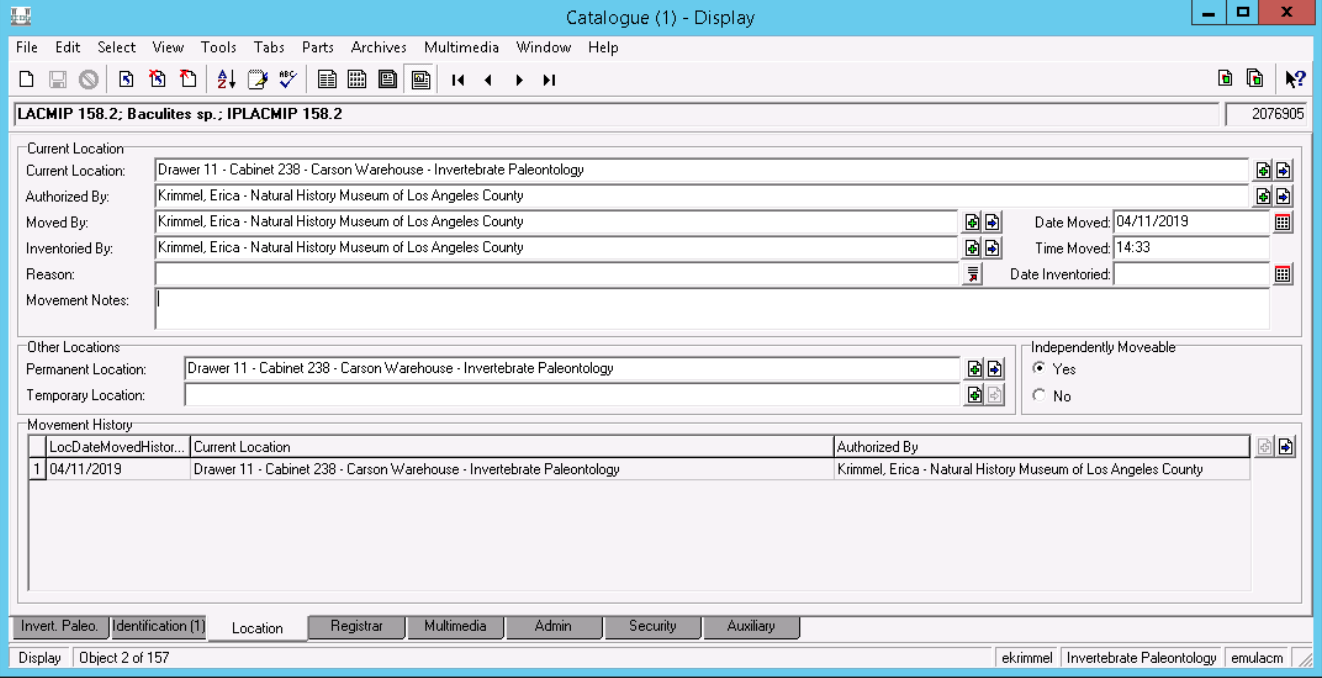 Catalogue (1) - Display
File Edit Select View Tools Tabs Parts Archives Multimedia Window Help
LACMIP 158.2; Baculites sp.; IPLACMIP 158.2 2076905
Current Location
Current Location: Drawer 11 - Cabinet 238 - Carson Warehouse - Invertebrate Paleontology
Authorized By: Krimmel, Erica - Natural History Museum of Los Angeles County
Moved By: Krimmel, Erica - Natural History Museum of Los Angeles County Date Moved: 04/11/2019
Inventoried By: Krimmel, Erica - Natural History Museum of Los Angeles County Time Moved: 14:33
Reason: Date Inventoried:
Movement Notes:
Other Locations Independently Moveable
Permanent Location: Drawer 11 - Cabinet 238 - Carson Warehouse - Invertebrate Paleontology Yes
Temporary Location: No
Movement History
LocDateMovedHistor... Current Location Authorized By
1 04/11/2019 Drawer 11 - Cabinet 238 - Carson Warehouse - Invertebrate Paleontology Krimmel, Erica - Natural History Museum of Los Angeles County
Invert. Paleo. Identification (1) Location Registrar Multimedia Admin Security Auxiliary
Display Object 2 of 157 ekrimmel Invertebrate Paleontology emulacm